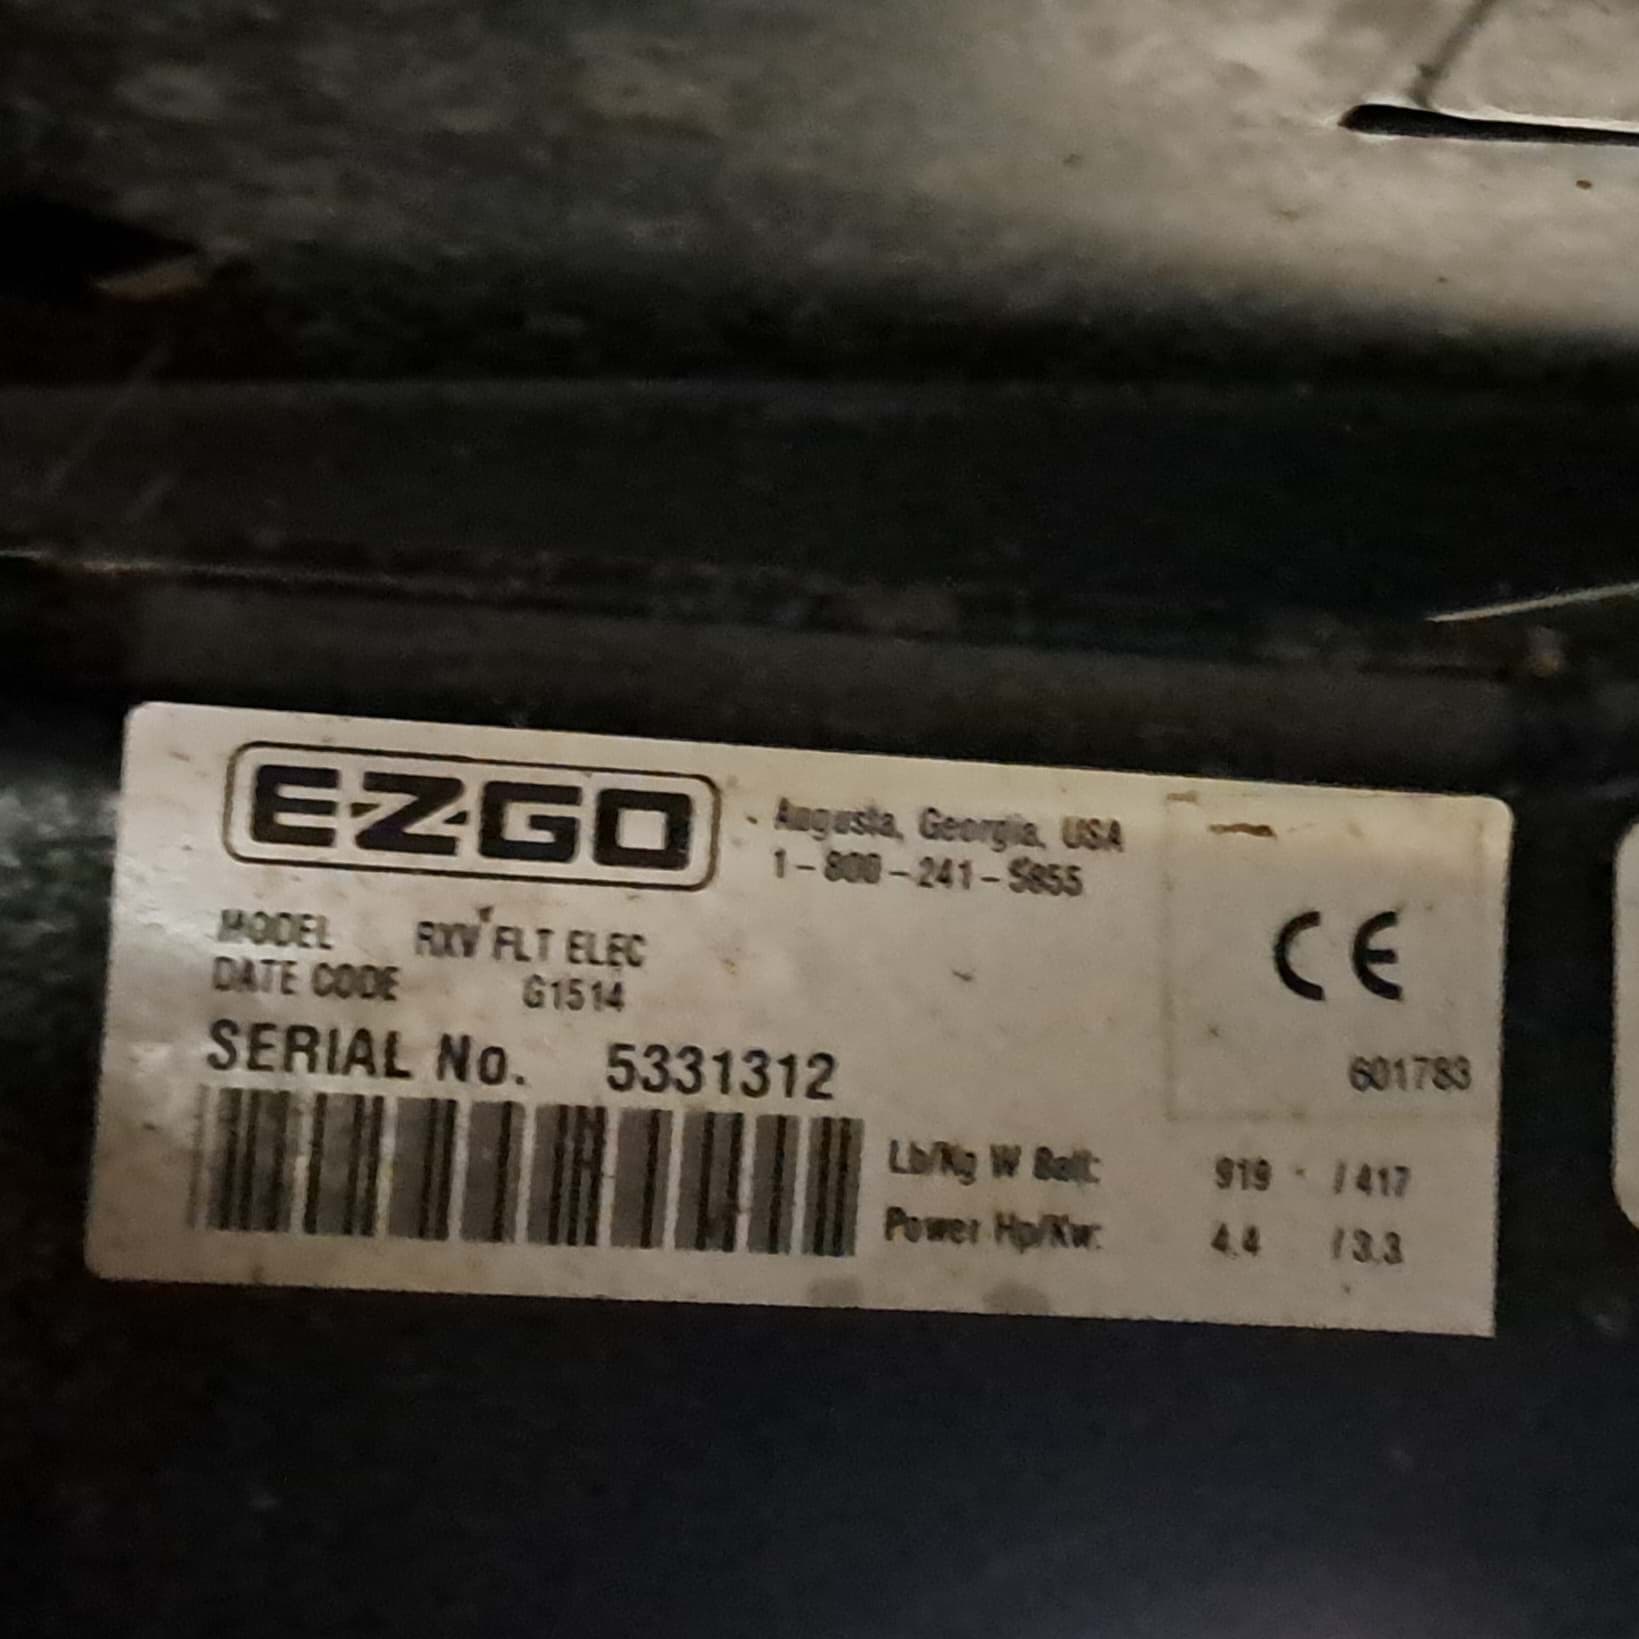 E-Z-GO
Augusta, Georgia, USA
1-800-241-5855
MODEL RXV FLT ELEC
DATE CODE G1514
SERIAL No. 5331312
CE
601783
Lb/Kg W Batt: 919 / 417
Power Hp/Kw: 4.4 / 3.3